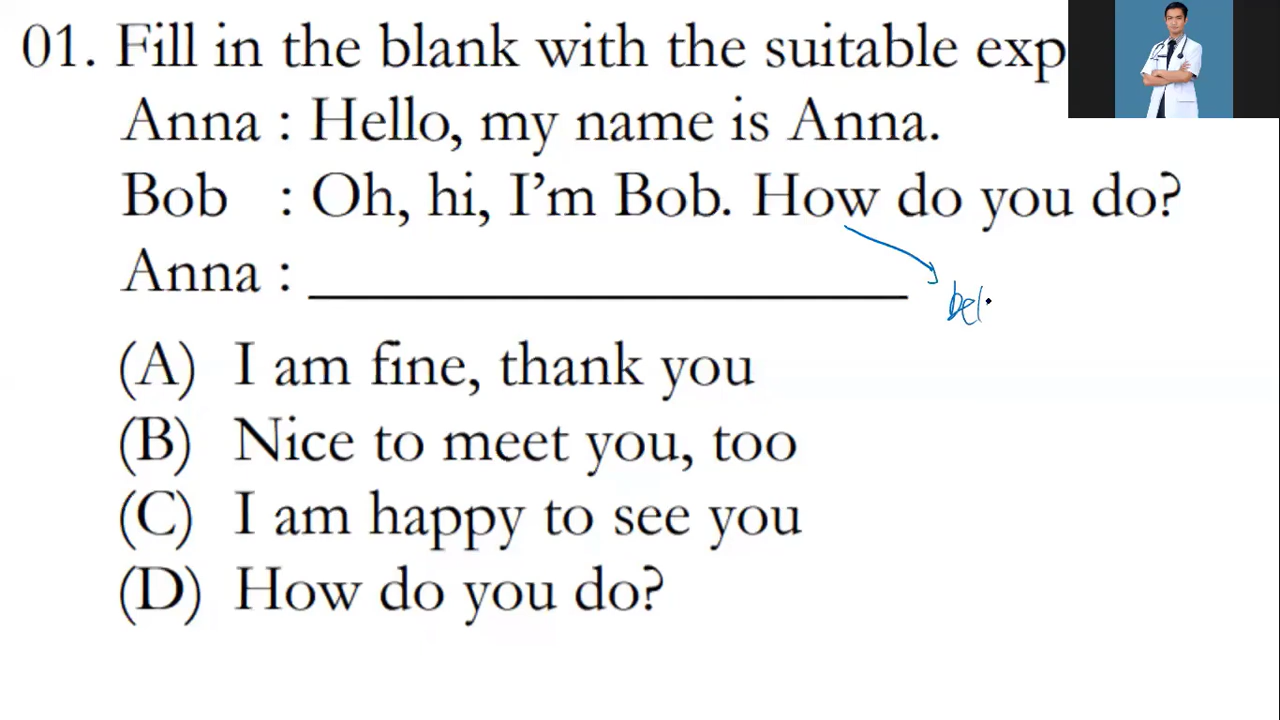 01. Fill in the blank with the suitable exp
Anna : Hello, my name is Anna.
Bob : Oh, hi, I'm Bob. How do you do?
Anna : ____________________
bel
(A) I am fine, thank you
(B) Nice to meet you, too
(C) I am happy to see you
(D) How do you do?